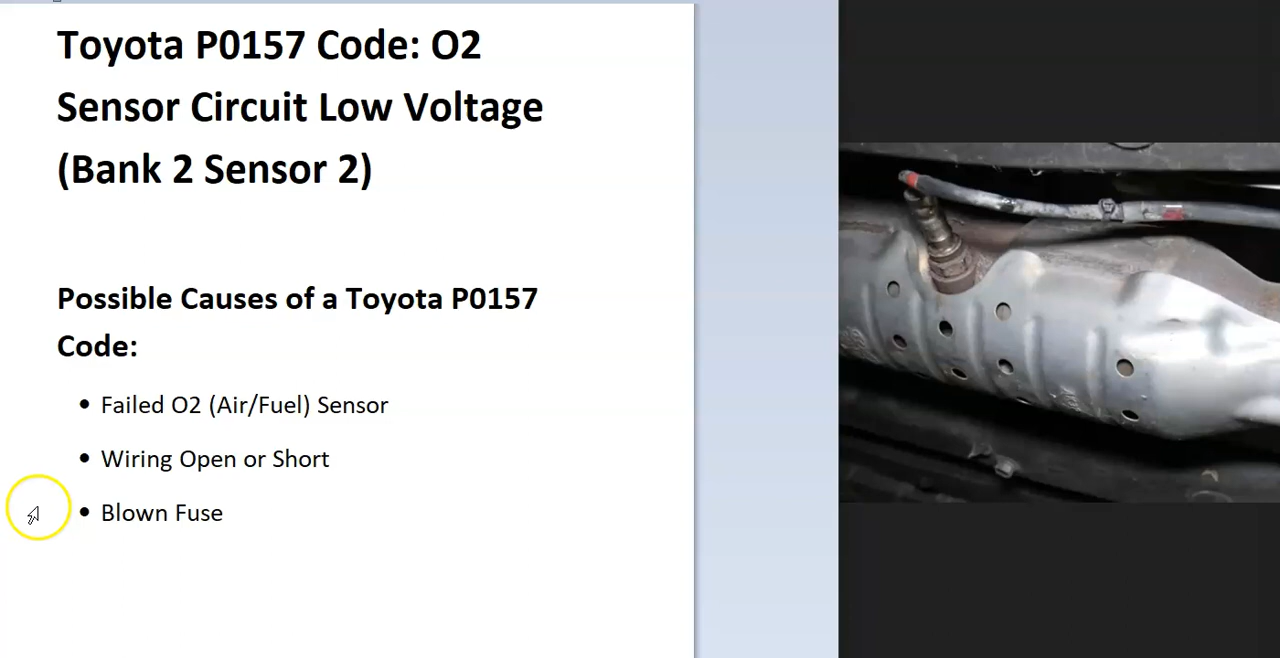 Toyota P0157 Code: O2
Sensor Circuit Low Voltage
(Bank 2 Sensor 2)
Possible Causes of a Toyota P0157
Code:
• Failed O2 (Air/Fuel) Sensor
• Wiring Open or Short
• Blown Fuse